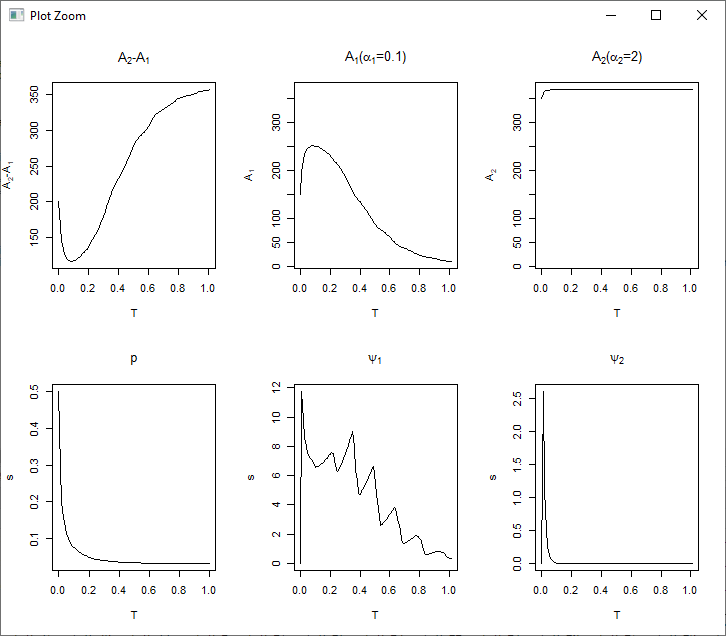 Plot Zoom
A₂-A₁
A₁(α₁=0.1)
A₂(α₂=2)
A₂-A₁
150 200 250 300 350
0.0 0.2 0.4 0.6 0.8 1.0
T
A₁
0 50 100 200 300
0.0 0.2 0.4 0.6 0.8 1.0
T
A₂
0 50 100 200 300
0.0 0.2 0.4 0.6 0.8 1.0
T
p
ψ₁
ψ₂
s
0.1 0.2 0.3 0.4 0.5
0.0 0.2 0.4 0.6 0.8 1.0
T
s
0 2 4 6 8 10 12
0.0 0.2 0.4 0.6 0.8 1.0
T
s
0.0 0.5 1.0 1.5 2.0 2.5
0.0 0.2 0.4 0.6 0.8 1.0
T